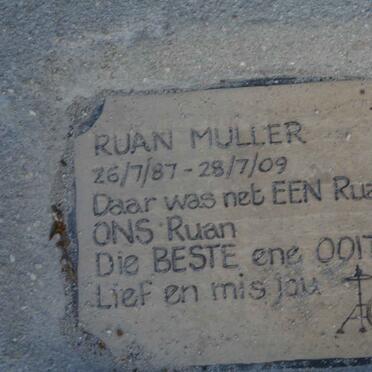 RUAN MULLER
26/7/87 - 28/7/09
Daar was net EEN Rua
ONS Ruan
Die BESTE ene OOIT
Lief en mis jou